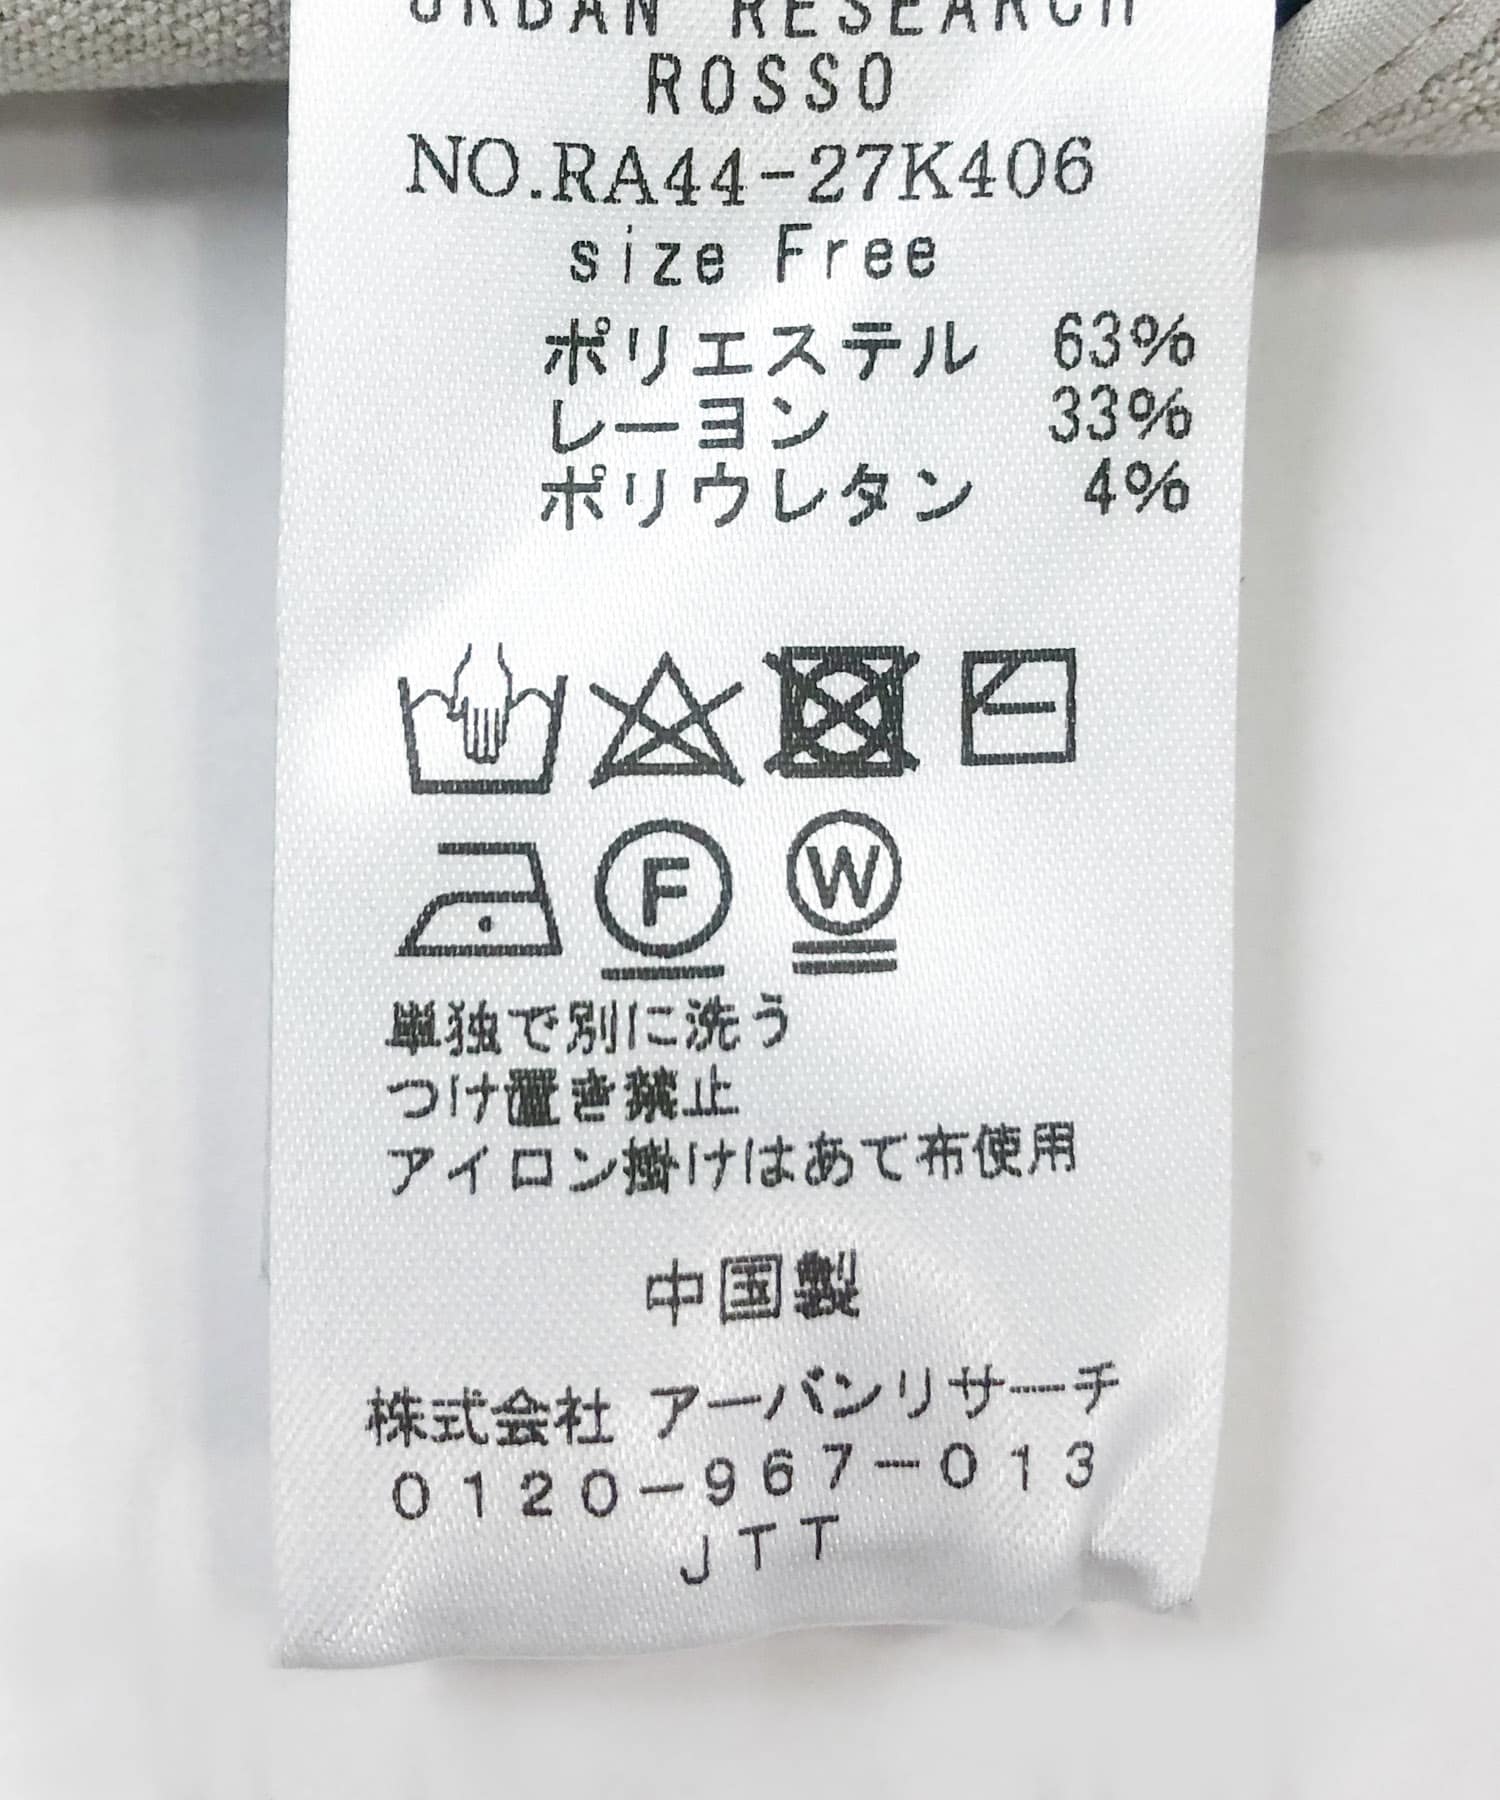 URBAN RESEARCH
ROSSO
NO.RA44-27K406
size Free
ポリエステル 63%
レーヨン 33%
ポリウレタン 4%
F W
単独で別に洗う
つけ置き禁止
アイロン掛けはあて布使用
中国製
株式会社 アーバンリサーチ
0120-967-013
JTT